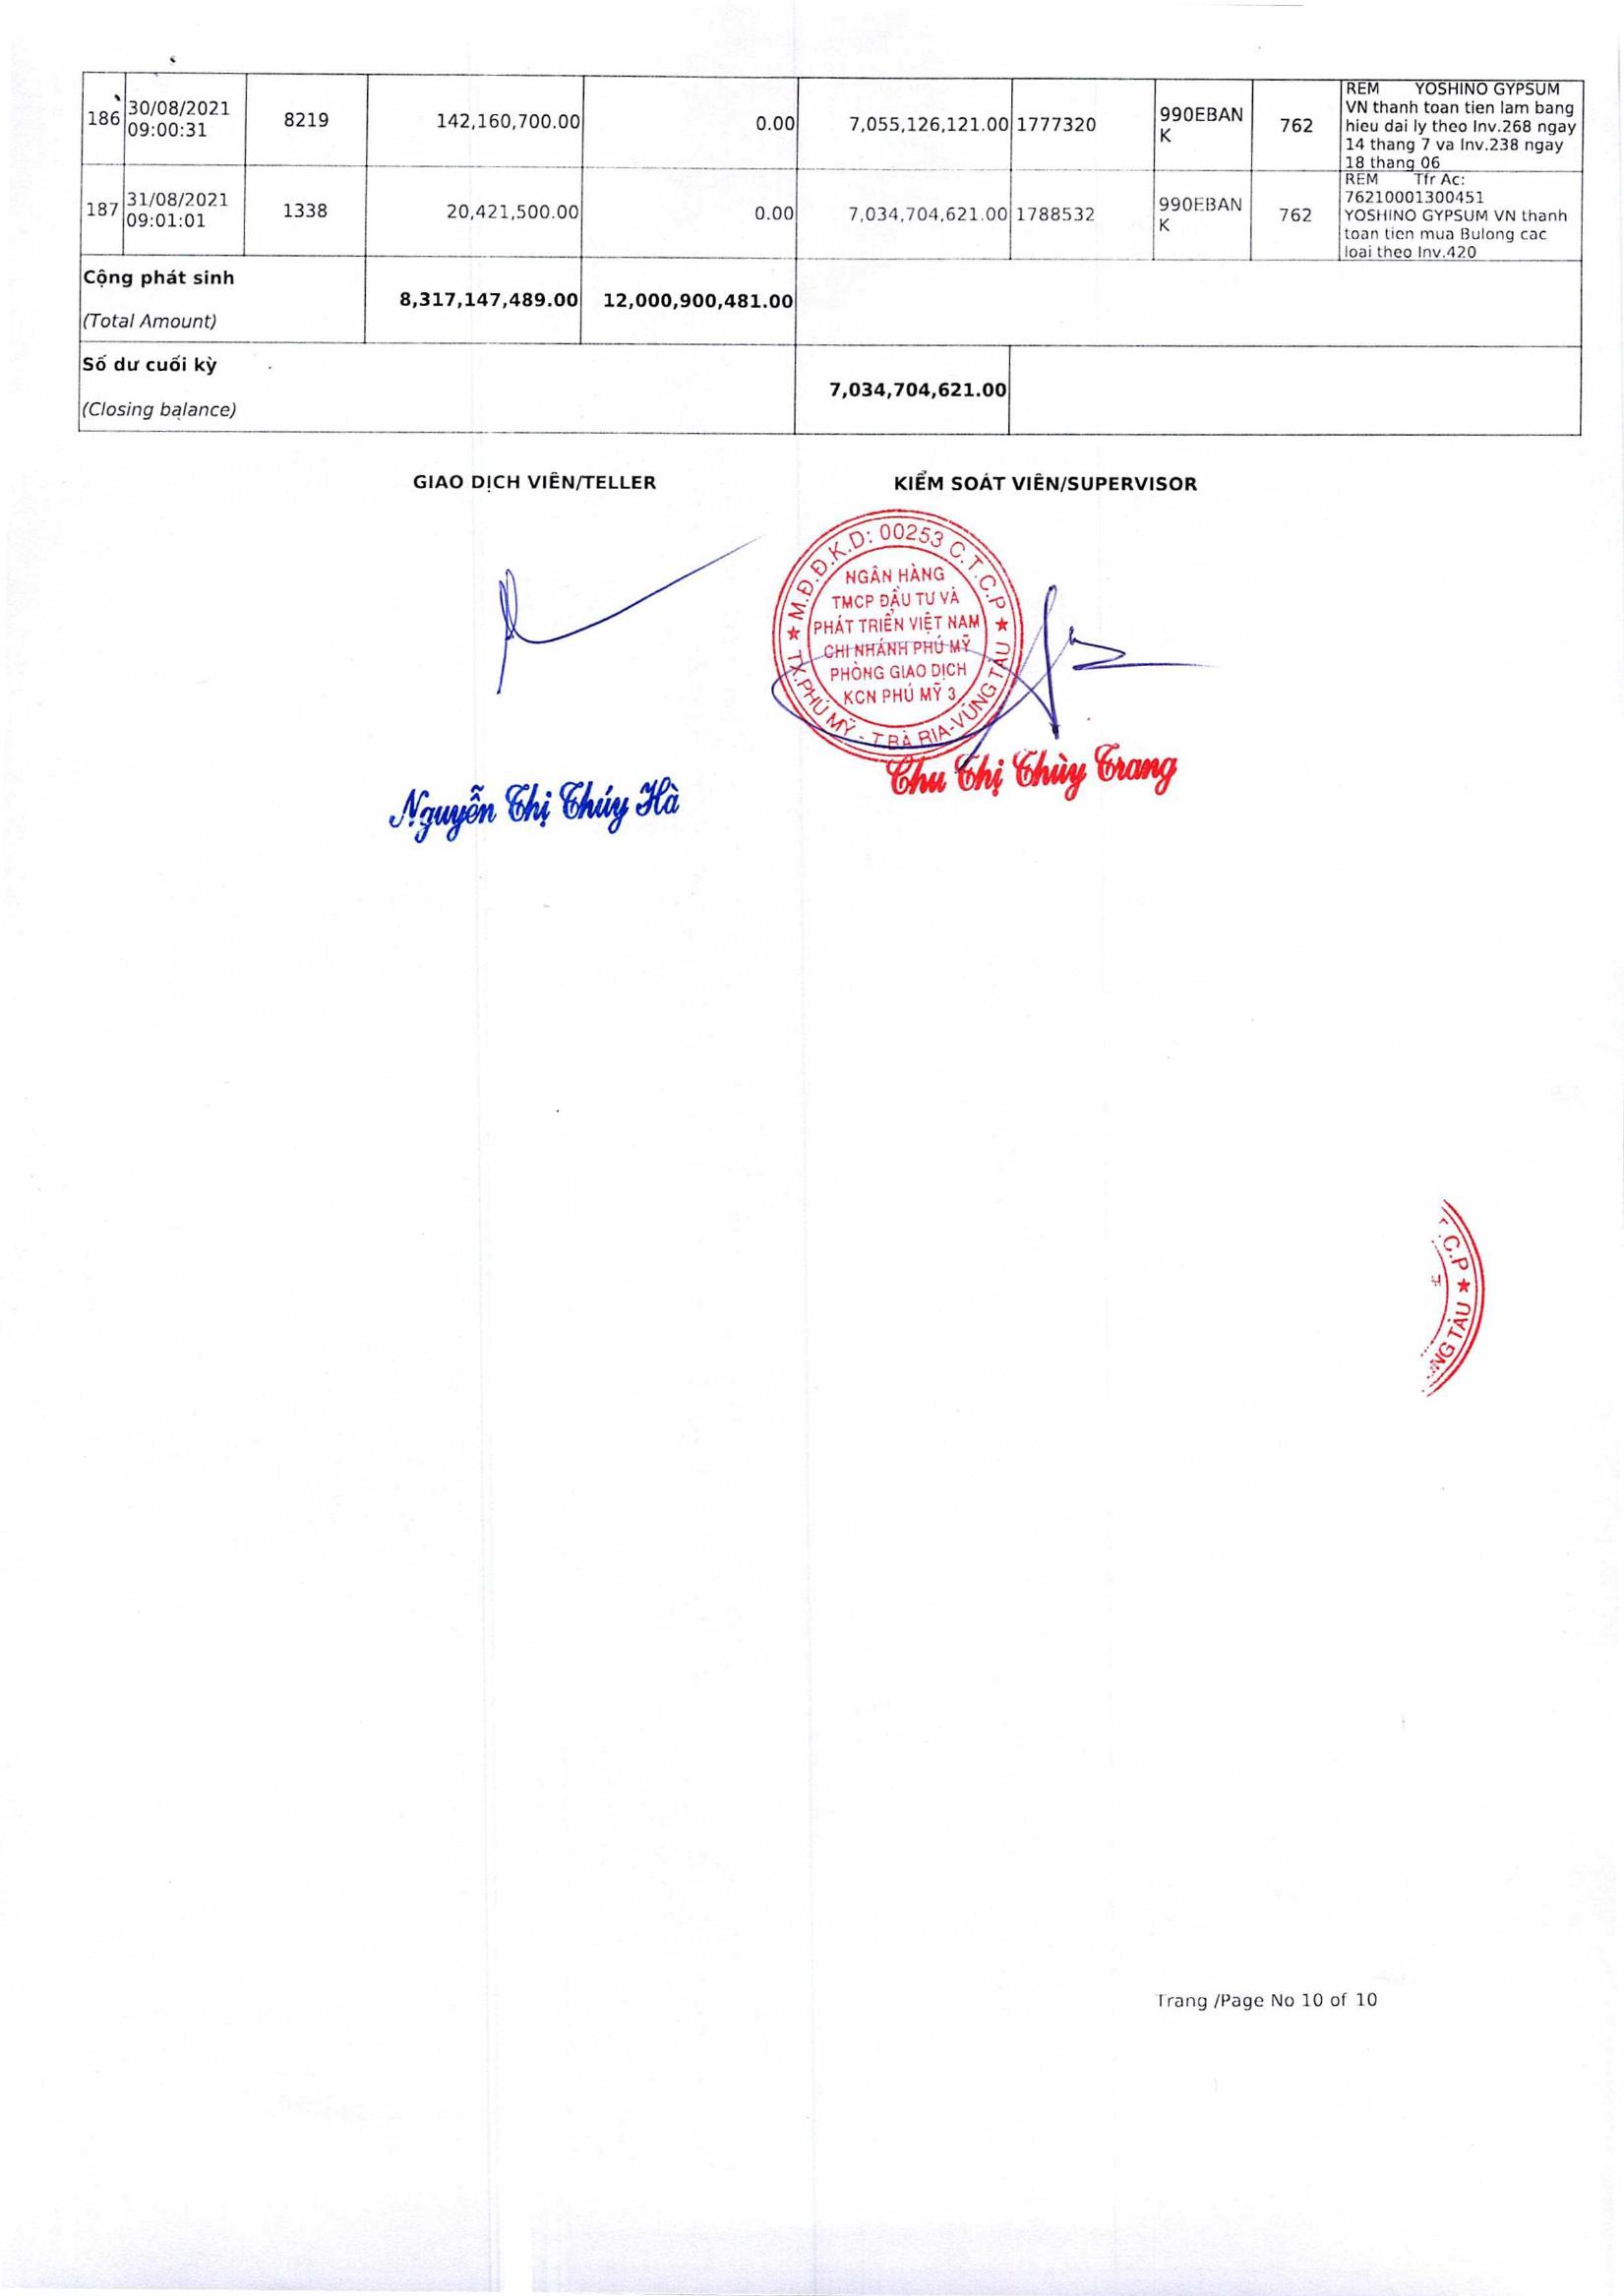 186 30/08/2021 09:00:31 8219 142,160,700.00 0.00 7,055,126,121.00 1777320 990EBAN K 762 REM YOSHINO GYPSUM
VN thanh toan tien lam bang
hieu dai ly theo Inv.268 ngay
14 thang 7 va Inv.238 ngay
18 thang 06
187 31/08/2021 09:01:01 1338 20,421,500.00 0.00 7,034,704,621.00 1788532 990EBAN K 762 REM Tfr Ac:
76210001300451
YOSHINO GYPSUM VN thanh
toan tien mua Bulong cac
loai theo Inv.420
Cộng phát sinh
(Total Amount)
8,317,147,489.00 12,000,900,481.00
Số dư cuối kỳ
(Closing balance)
7,034,704,621.00
GIAO DỊCH VIÊN/TELLER KIỂM SOÁT VIÊN/SUPERVISOR
M.Đ.Đ.K.D: 00253 C.T.C.P
NGÂN HÀNG
TMCP ĐẦU TƯ VÀ
PHÁT TRIỂN VIỆT NAM
CHI NHÁNH PHÚ MỸ
PHÒNG GIAO DỊCH
KCN PHÚ MỸ 3
TX.PHÚ MỸ - T.BÀ RỊA-VŨNG TÀU
Chu Thị Thùy Trang
Nguyễn Thị Thúy Hà
C.P
NG TÀU
Trang /Page No 10 of 10